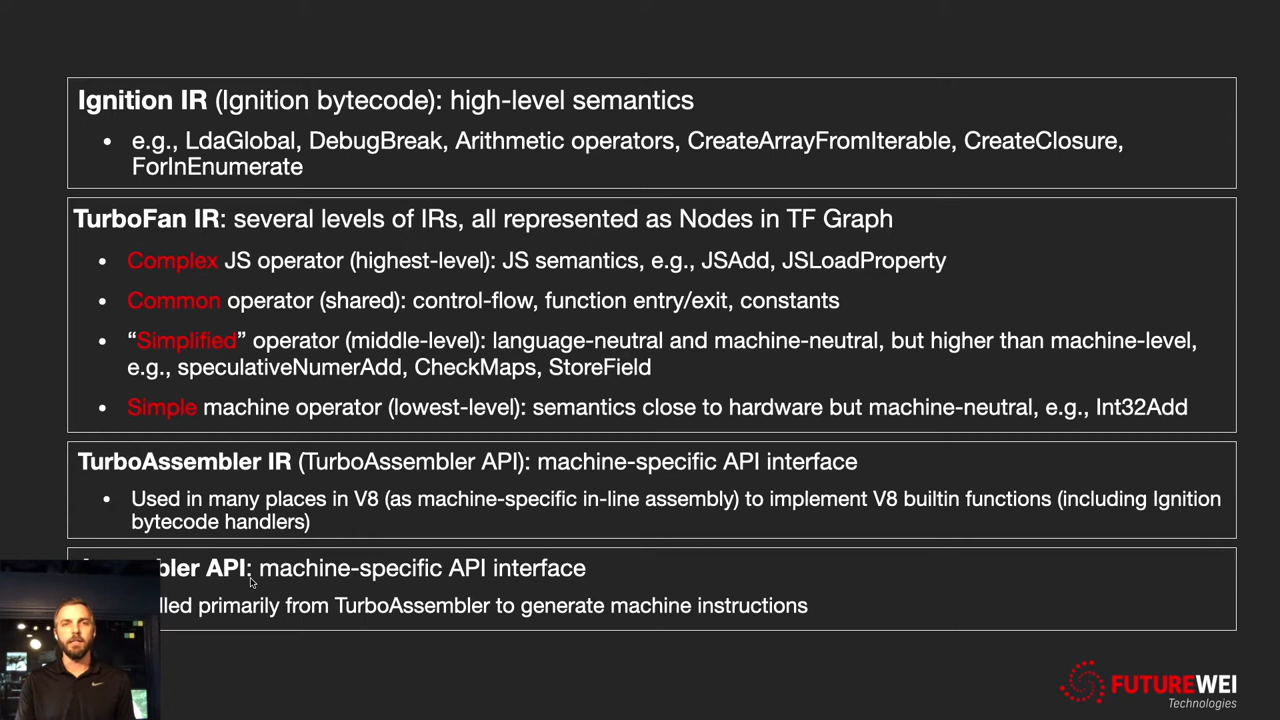 Ignition IR (Ignition bytecode): high-level semantics
• e.g., LdaGlobal, DebugBreak, Arithmetic operators, CreateArrayFromIterable, CreateClosure,
ForInEnumerate
TurboFan IR: several levels of IRs, all represented as Nodes in TF Graph
• Complex JS operator (highest-level): JS semantics, e.g., JSAdd, JSLoadProperty
• Common operator (shared): control-flow, function entry/exit, constants
• “Simplified” operator (middle-level): language-neutral and machine-neutral, but higher than machine-level,
e.g., speculativeNumerAdd, CheckMaps, StoreField
• Simple machine operator (lowest-level): semantics close to hardware but machine-neutral, e.g., Int32Add
TurboAssembler IR (TurboAssembler API): machine-specific API interface
• Used in many places in V8 (as machine-specific in-line assembly) to implement V8 builtin functions (including Ignition
bytecode handlers)
API: machine-specific API interface
primarily from TurboAssembler to generate machine instructions
FUTUREWEI
Technologies